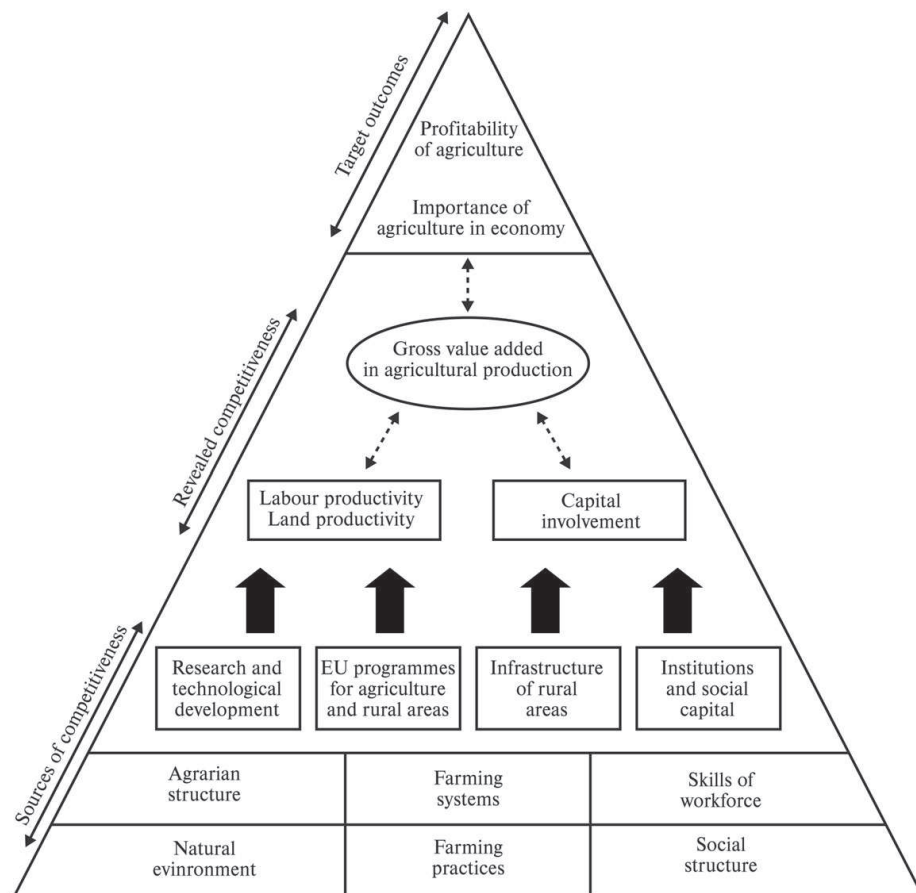 Target outcomes
Profitability
of agriculture
Importance of
agriculture in economy
Revealed competitiveness
Gross value added
in agricultural production
Labour productivity
Land productivity
Capital
involvement
Sources of competitiveness
Research and
technological
development
EU programmes
for agriculture
and rural areas
Infrastructure
of rural
areas
Institutions
and social
capital
Agrarian
structure
Farming
systems
Skills of
workforce
Natural
evinronment
Farming
practices
Social
structure